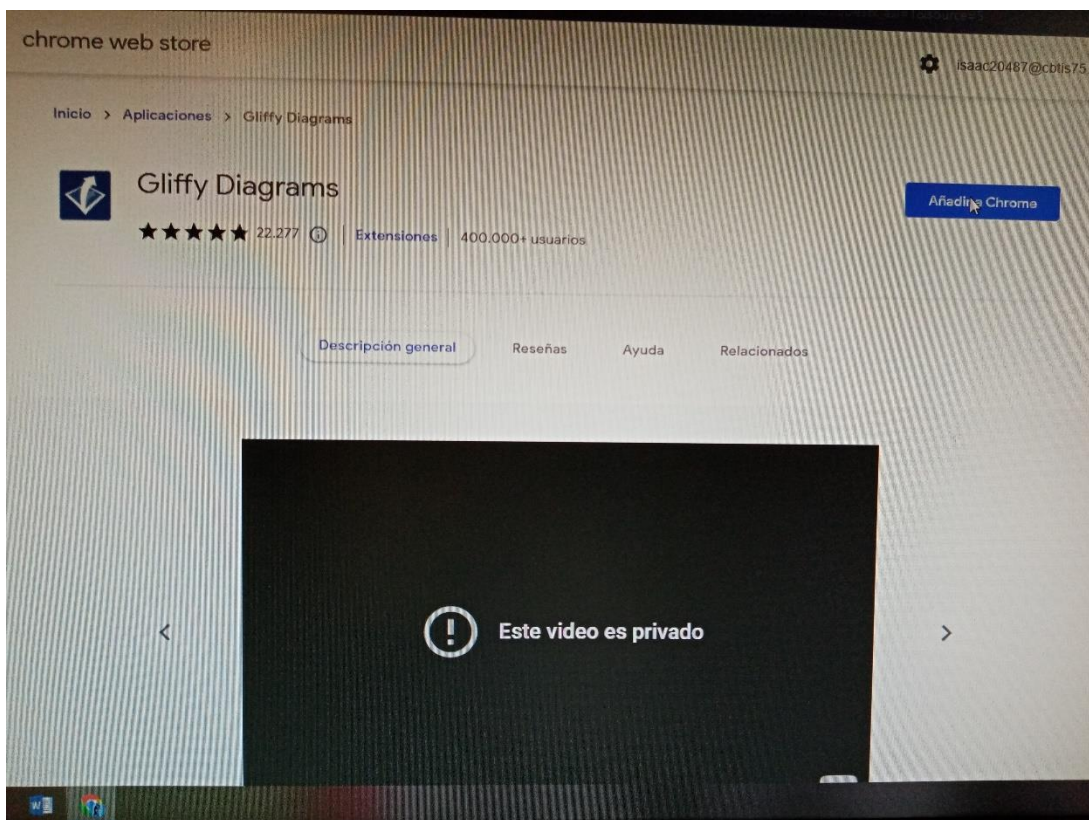 chrome web store
isaac20487@cbtis75
Inicio > Aplicaciones > Gliffy Diagrams
Gliffy Diagrams
Añadir a Chrome
22.277 | Extensiones | 400.000+ usuarios
Descripción general Reseñas Ayuda Relacionados
Este video es privado